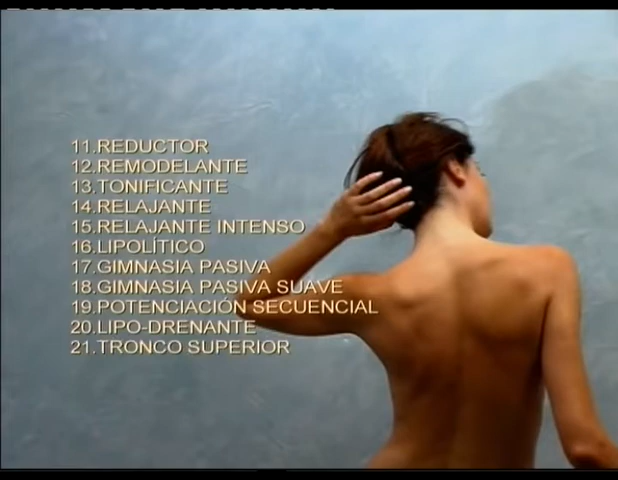 11.REDUCTOR
12.REMODELANTE
13.TONIFICANTE
14.RELAJANTE
15.RELAJANTE INTENSO
16.LIPOLÍTICO
17.GIMNASIA PASIVA
18.GIMNASIA PASIVA SUAVE
19.POTENCIACIÓN SECUENCIAL
20.LIPO-DRENANTE
21.TRONCO SUPERIOR